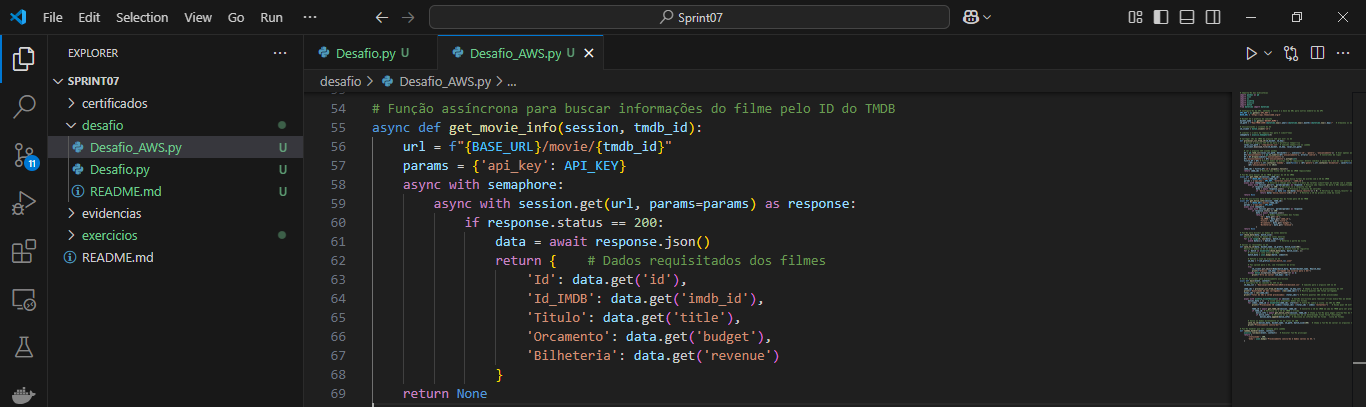 File Edit Selection View Go Run ··· Sprint07
EXPLORER ···
SPRINT07
certificados
desafio
Desafio_AWS.py U
Desafio.py U
README.md U
evidencias
exercicios
README.md
11
Desafio.py U Desafio_AWS.py U
desafio > Desafio_AWS.py > ...
54 # Função assíncrona para buscar informações do filme pelo ID do TMDB
55 async def get_movie_info(session, tmdb_id):
56 url = f"{BASE_URL}/movie/{tmdb_id}"
57 params = {'api_key': API_KEY}
58 async with semaphore:
59 async with session.get(url, params=params) as response:
60 if response.status == 200:
61 data = await response.json()
62 return { # Dados requisitados dos filmes
63 'Id': data.get('id'),
64 'Id_IMDB': data.get('imdb_id'),
65 'Titulo': data.get('title'),
66 'Orcamento': data.get('budget'),
67 'Bilheteria': data.get('revenue')
68 }
69 return None